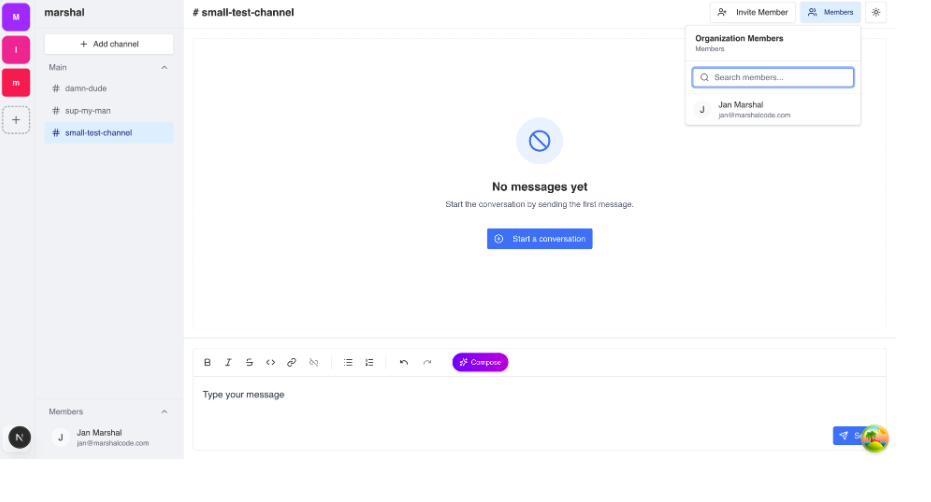 M
marshal
# small-test-channel
Invite Member
Members
I
+ Add channel
Organization Members
Members
m
Main
Search members...
# damn-dude
# sup-my-man
J
Jan Marshal
jan@marshalcode.com
# small-test-channel
No messages yet
Start the conversation by sending the first message.
Start a conversation
Compose
Type your message
Members
N
J
Jan Marshal
jan@marshalcode.com